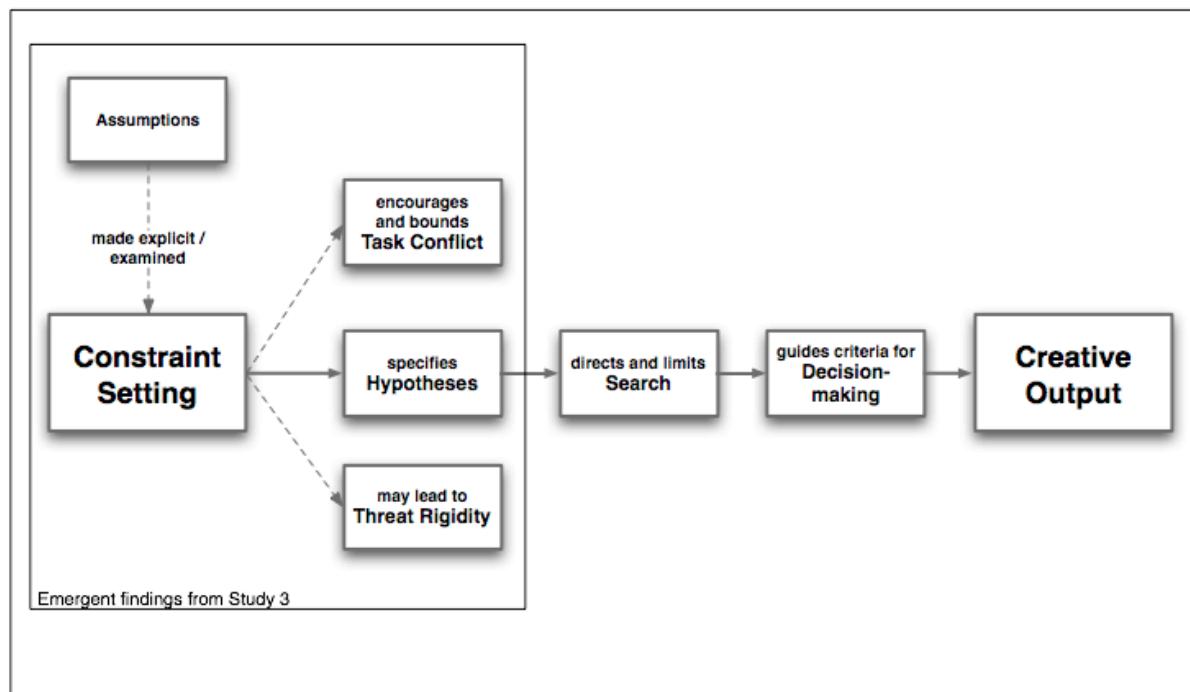 Assumptions
made explicit /
examined
Constraint
Setting
encourages
and bounds
Task Conflict
specifies
Hypotheses
may lead to
Threat Rigidity
directs and limits
Search
guides criteria for
Decision-
making
Creative
Output
Emergent findings from Study 3